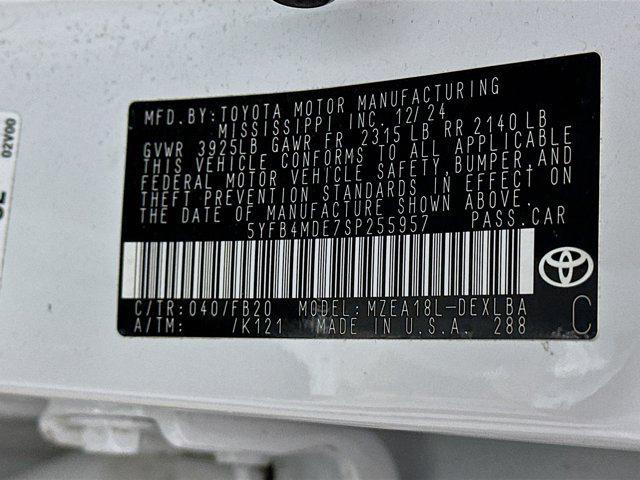 MFD.BY:TOYOTA MOTOR MANUFACTURING
MISSISSIPPI INC. 12/24
GVWR 3925LB GAWR FR 2315 LB RR 2140 LB
THIS VEHICLE CONFORMS TO ALL APPLICABLE
FEDERAL MOTOR VEHICLE SAFETY, BUMPER, AND
THEFT PREVENTION STANDARDS IN EFFECT ON
THE DATE OF MANUFACTURE SHOWN ABOVE.
5YFB4MDE7SP255957 PASS.CAR
C/TR: 040/FB20 MODEL: MZEA18L-DEXLBA
A/TM: /K121 MADE IN U.S.A. 288
C
02V00